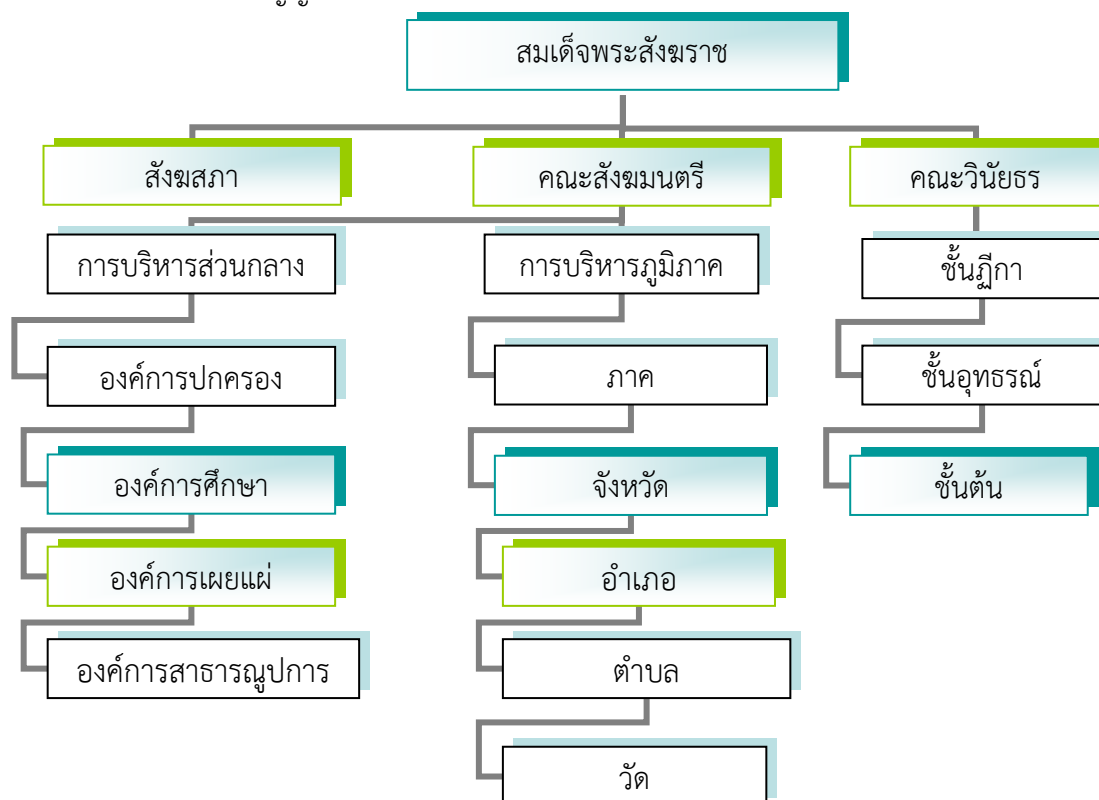 สมเด็จพระสังฆราช
สังฆสภา
คณะสังฆมนตรี
คณะวินัยธร
การบริหารส่วนกลาง
การบริหารภูมิภาค
ชั้นฎีกา
องค์การปกครอง
ภาค
ชั้นอุทธรณ์
องค์การศึกษา
จังหวัด
ชั้นต้น
องค์การเผยแผ่
อำเภอ
องค์การสาธารณูปการ
ตำบล
วัด